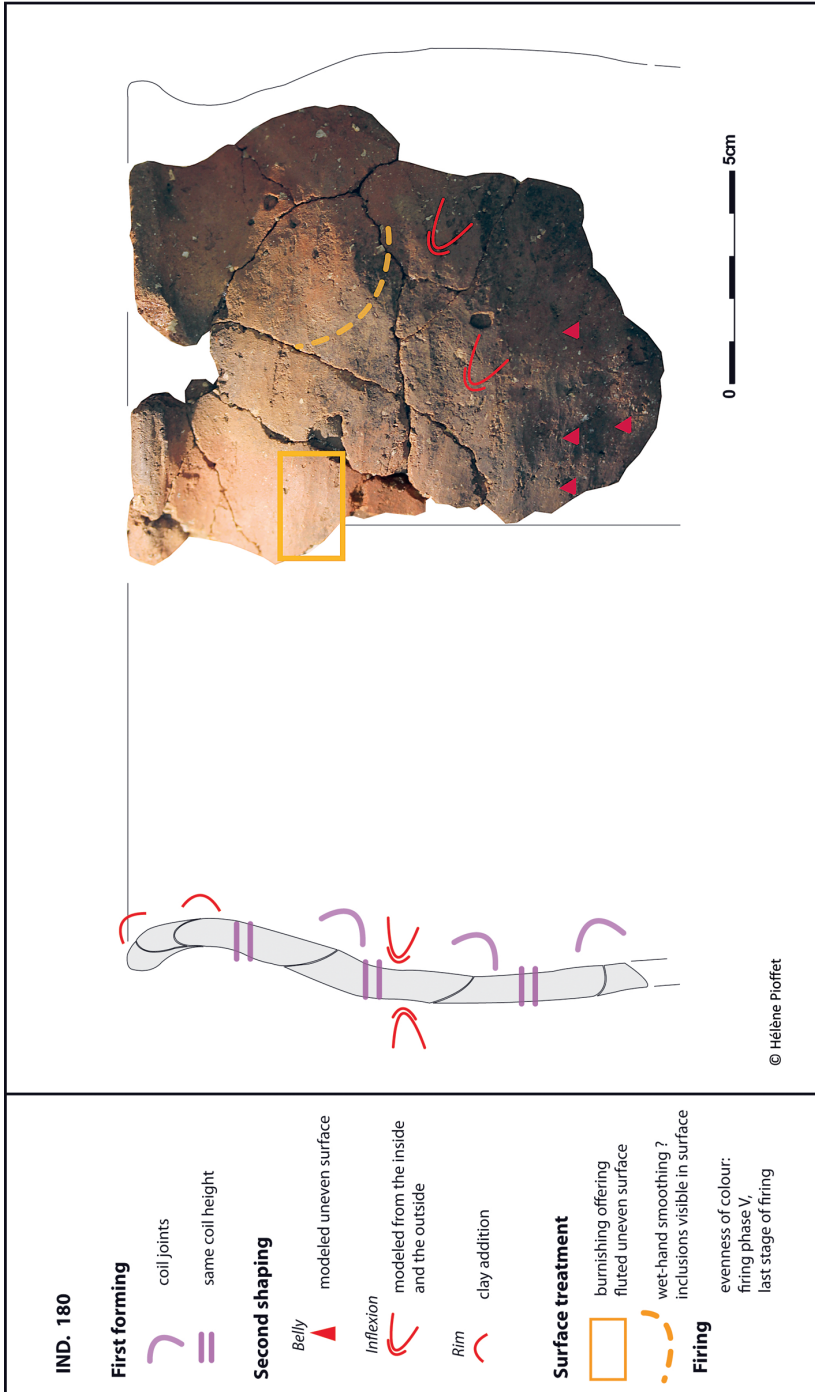 IND. 180
First forming
coil joints
same coil height
Second shaping
Belly
modeled uneven surface
Inflexion
modeled from the inside
and the outside
Rim
clay addition
Surface treatment
burnishing offering
fluted uneven surface
wet-hand smoothing ?
inclusions visible in surface
Firing
evenness of colour:
firing phase V,
last stage of firing
© Hélène Pioffet
0
5cm